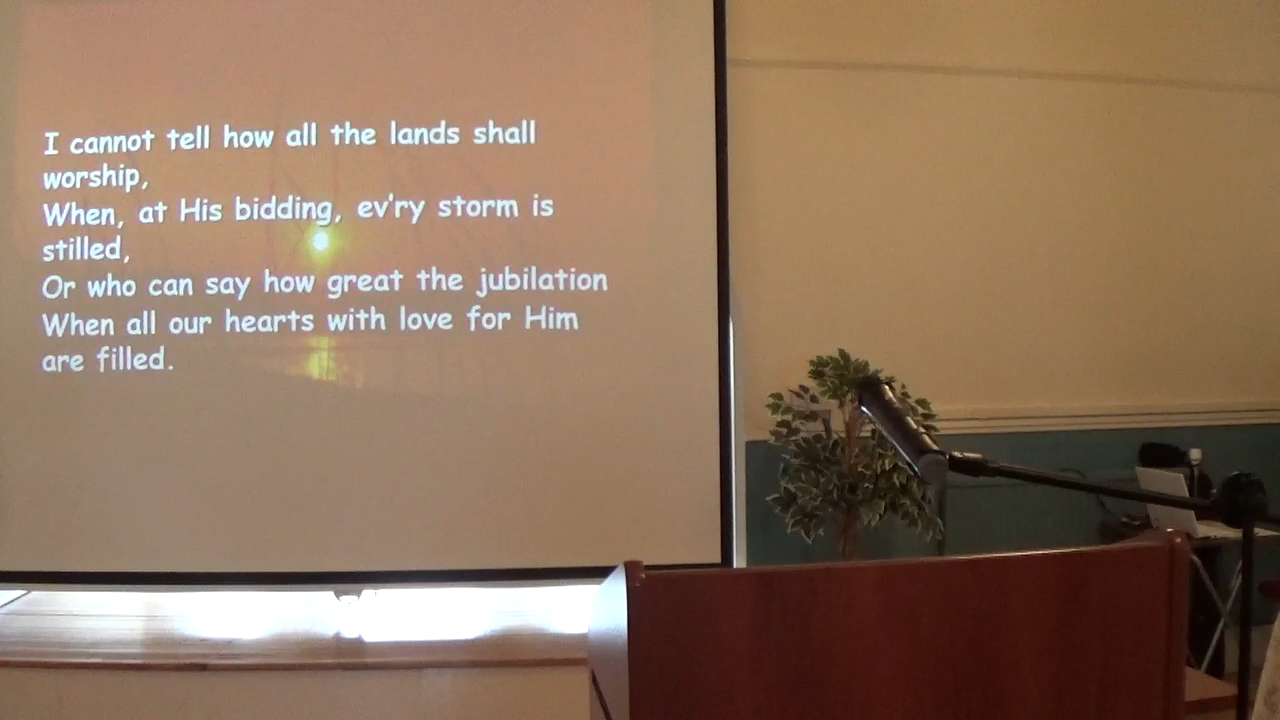 I cannot tell how all the lands shall
worship,
When, at His bidding, ev'ry storm is
stilled,
Or who can say how great the jubilation
When all our hearts with love for Him
are filled.